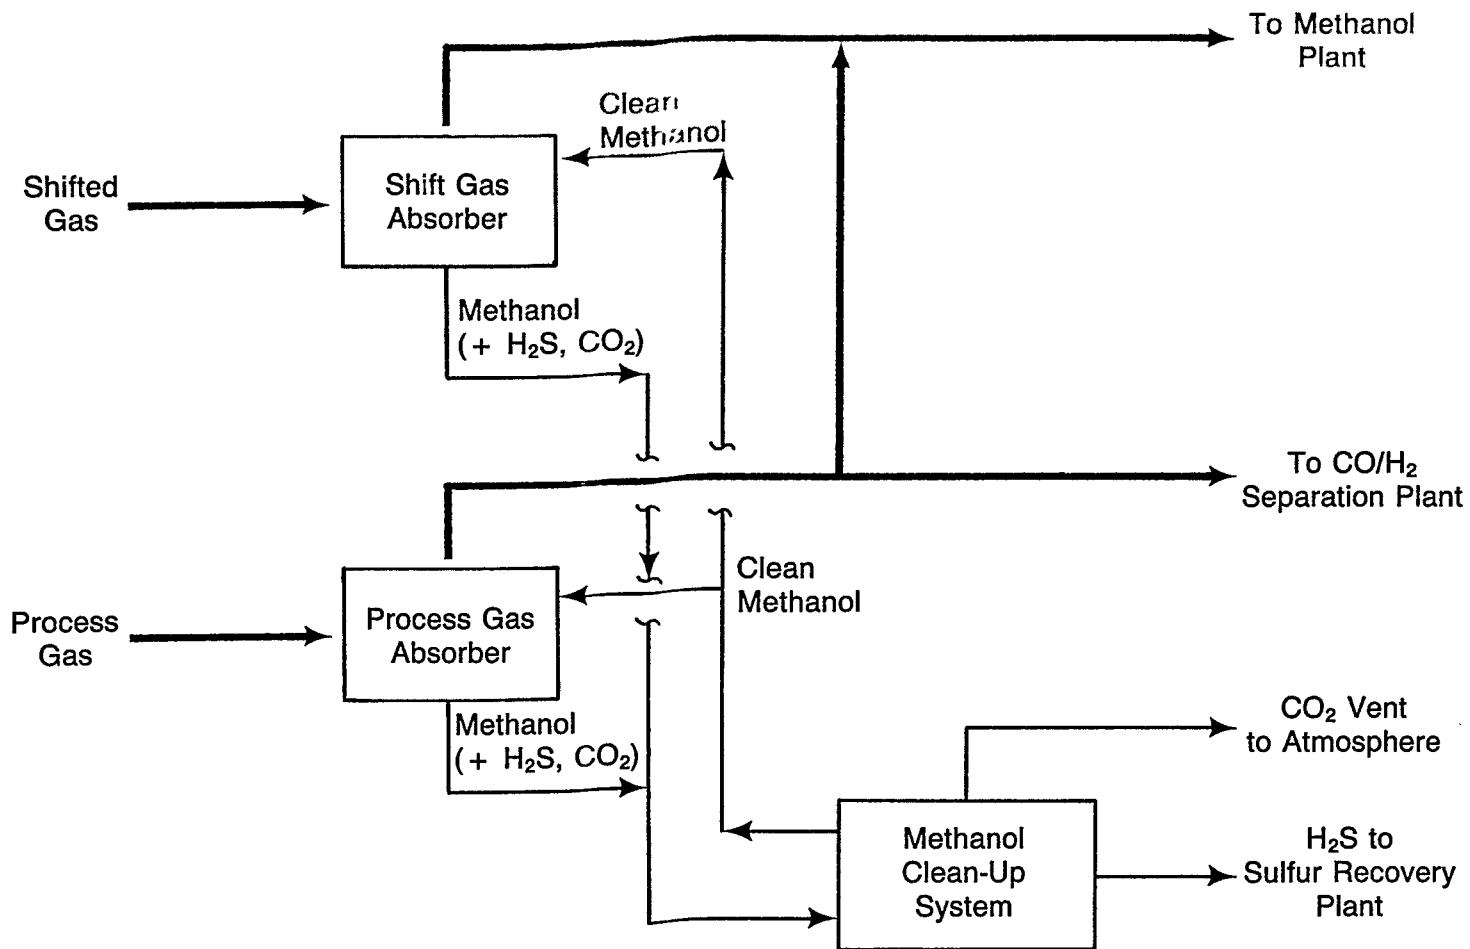 To Methanol
Plant
Clean
Methanol
Shifted
Gas
Shift Gas
Absorber
Methanol
(+ H₂S, CO₂)
To CO/H₂
Separation Plant
Clean
Methanol
Process
Gas
Process Gas
Absorber
Methanol
(+ H₂S, CO₂)
CO₂ Vent
to Atmosphere
Methanol
Clean-Up
System
H₂S to
Sulfur Recovery
Plant